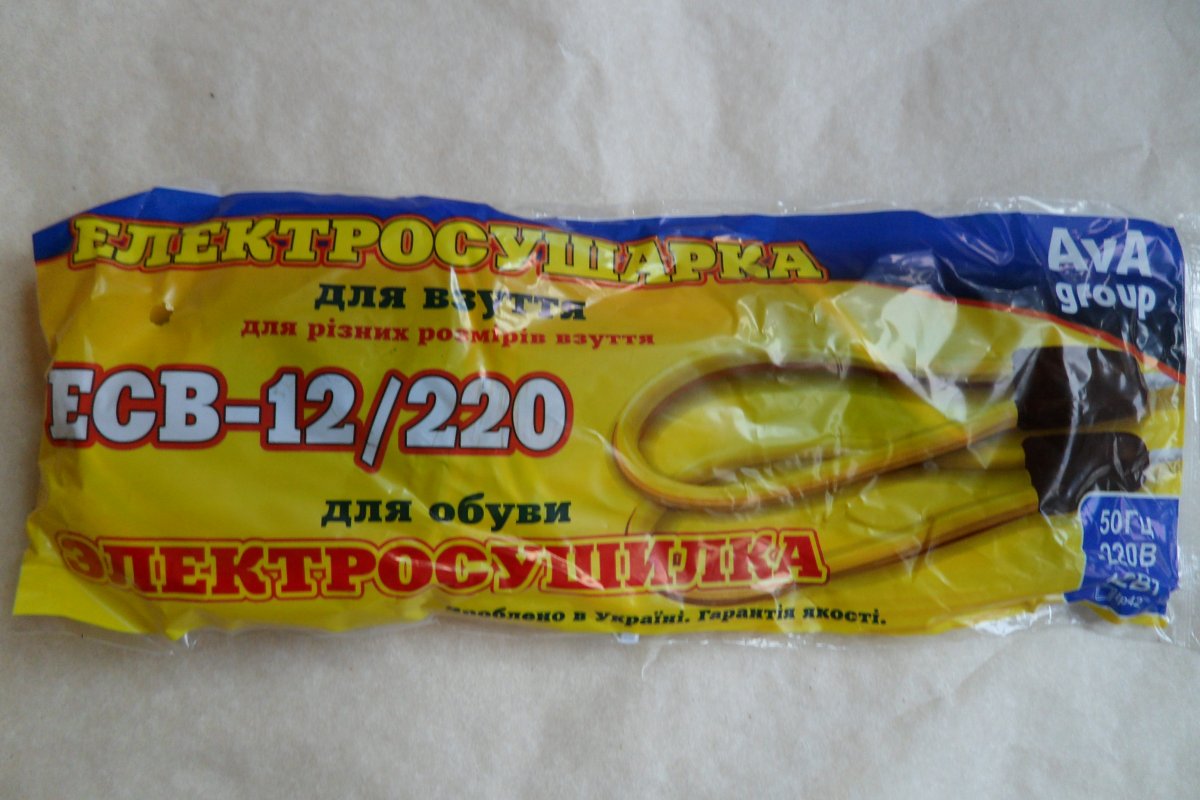 ЕЛЕКТРОСУШАРКА
для взуття
для різних розмірів взуття
ЕСВ-12/220
для обуви
ЭЛЕКТРОСУШИЛКА
в Україні. Гарантія якості.
AvA
group
50Гц
220В